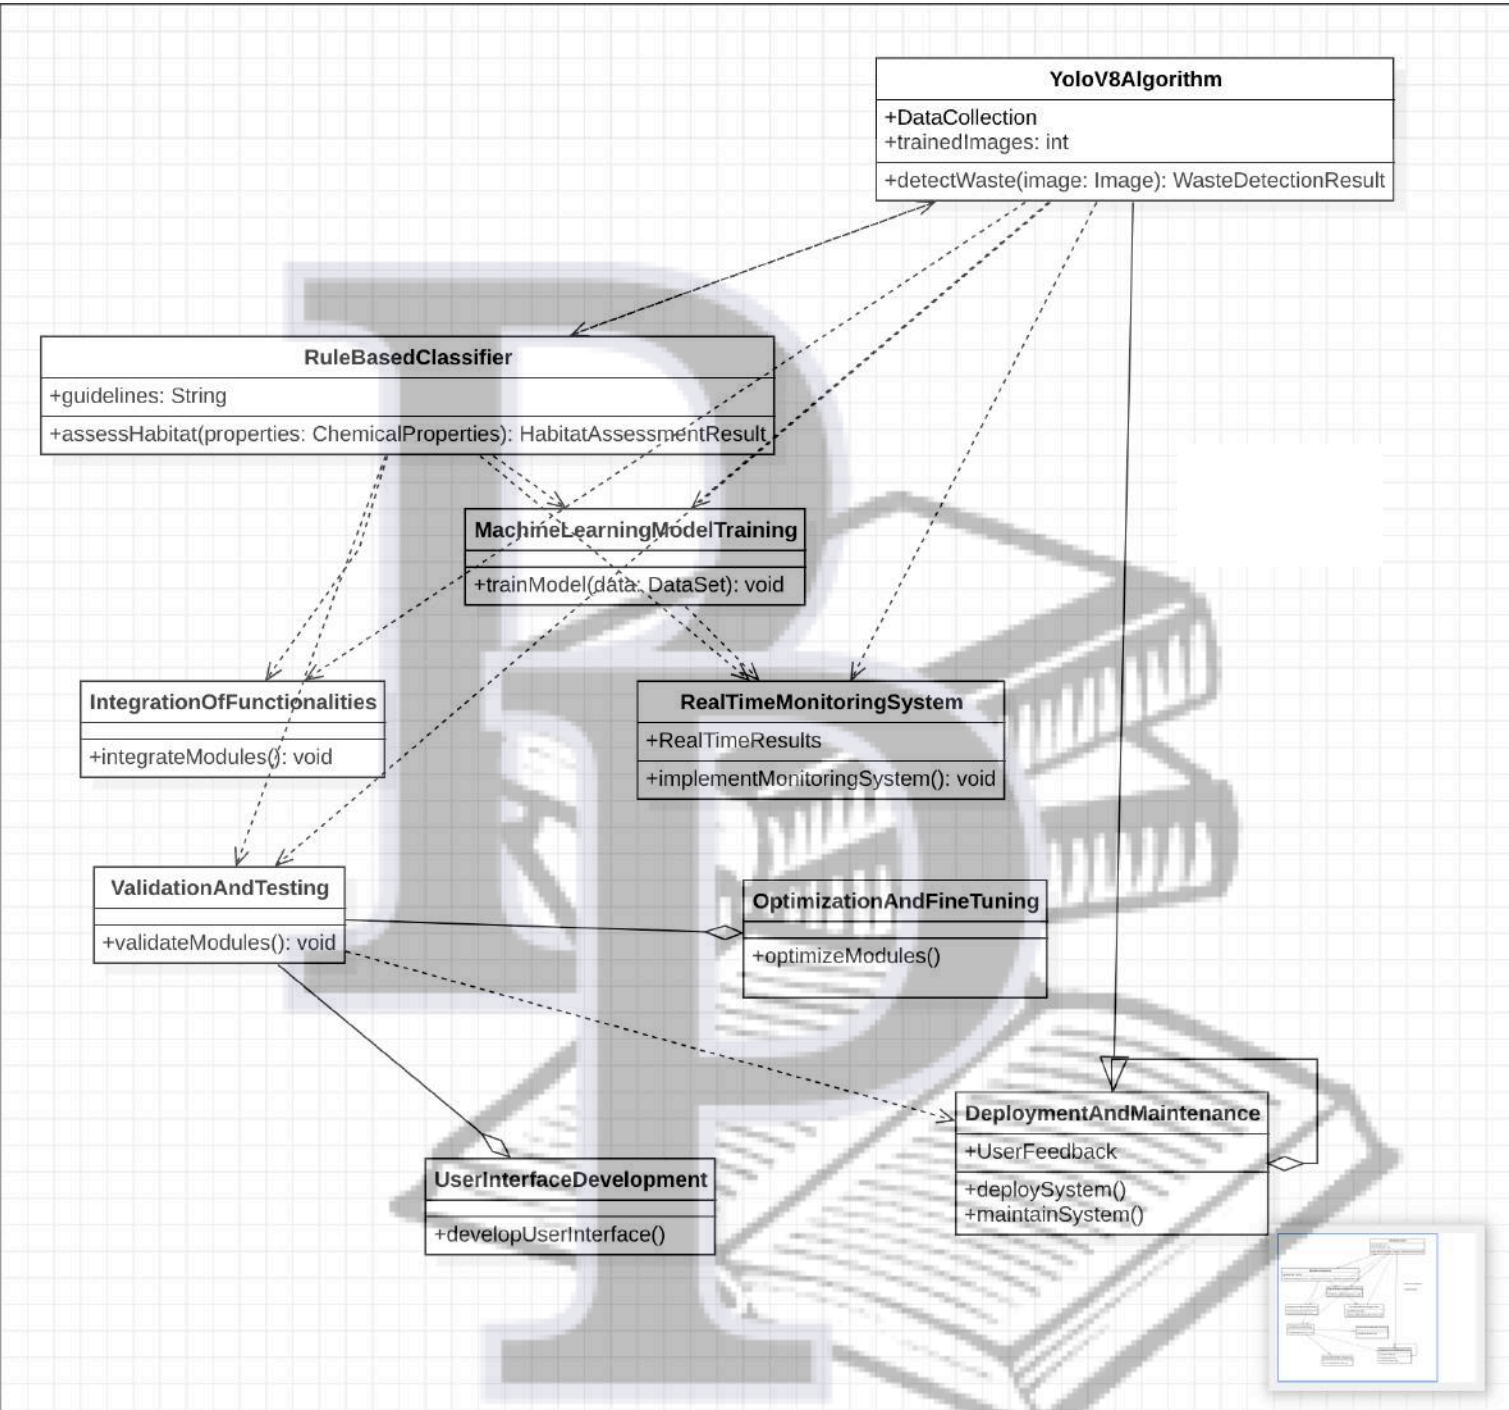 YoloV8Algorithm
+DataCollection
+trainedImages: int
+detectWaste(image: Image): WasteDetectionResult
RuleBasedClassifier
+guidelines: String
+assessHabitat(properties: ChemicalProperties): HabitatAssessmentResult
MachineLearningModelTraining
+trainModel(data: DataSet): void
IntegrationOfFunctionalities
+integrateModules(): void
RealTimeMonitoringSystem
+RealTimeResults
+implementMonitoringSystem(): void
ValidationAndTesting
+validateModules(): void
OptimizationAndFineTuning
+optimizeModules()
DeploymentAndMaintenance
+UserFeedback
+deploySystem()
+maintainSystem()
UserInterfaceDevelopment
+developUserInterface()